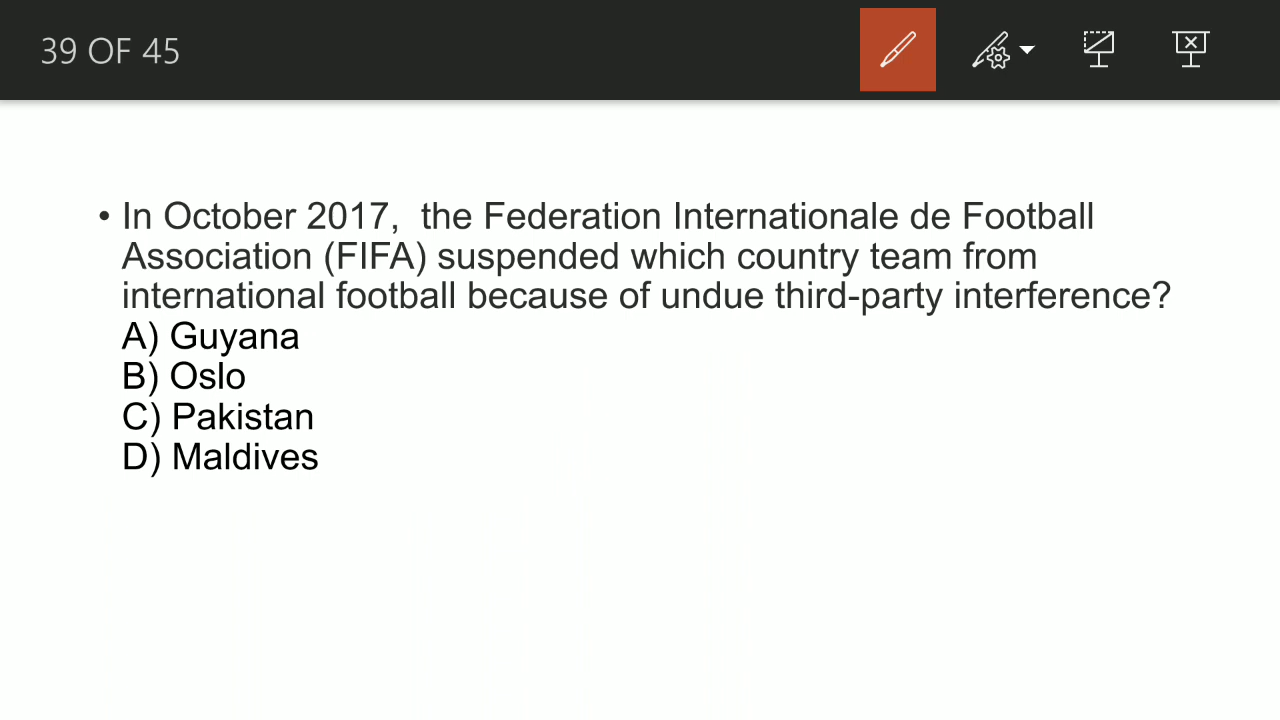 39 OF 45
• In October 2017,  the Federation Internationale de Football
Association (FIFA) suspended which country team from
international football because of undue third-party interference?
A) Guyana
B) Oslo
C) Pakistan
D) Maldives